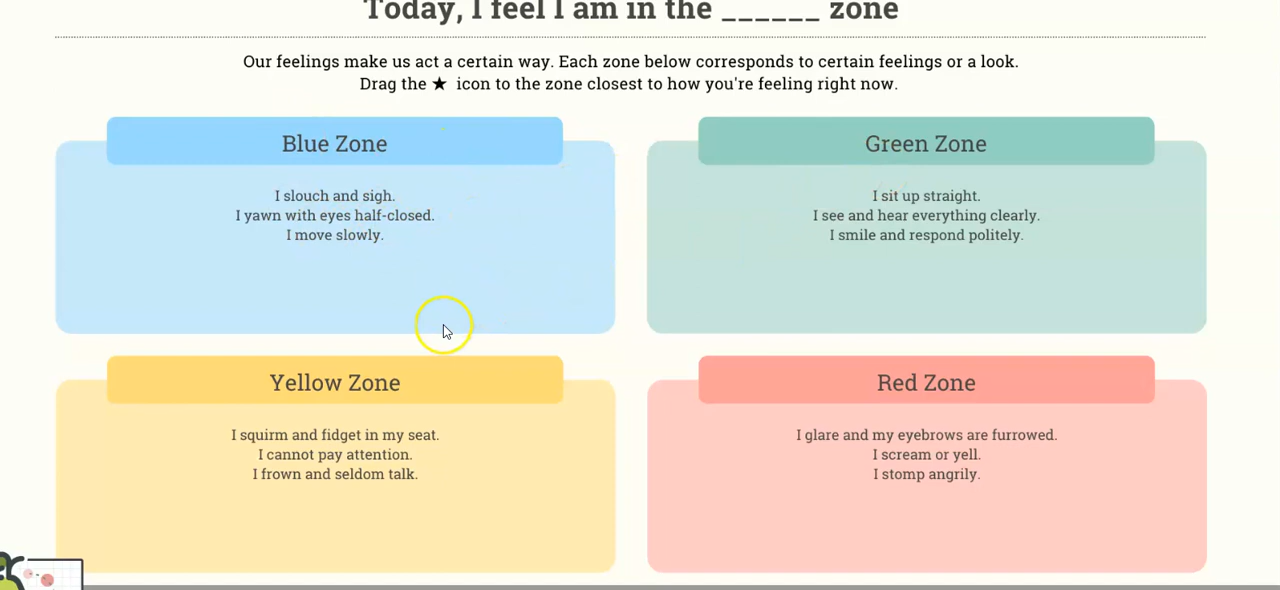 Today, I feel I am in the ______ zone
Our feelings make us act a certain way. Each zone below corresponds to certain feelings or a look.
Drag the ★ icon to the zone closest to how you're feeling right now.
Blue Zone
I slouch and sigh.
I yawn with eyes half-closed.
I move slowly.
Green Zone
I sit up straight.
I see and hear everything clearly.
I smile and respond politely.
Yellow Zone
I squirm and fidget in my seat.
I cannot pay attention.
I frown and seldom talk.
Red Zone
I glare and my eyebrows are furrowed.
I scream or yell.
I stomp angrily.